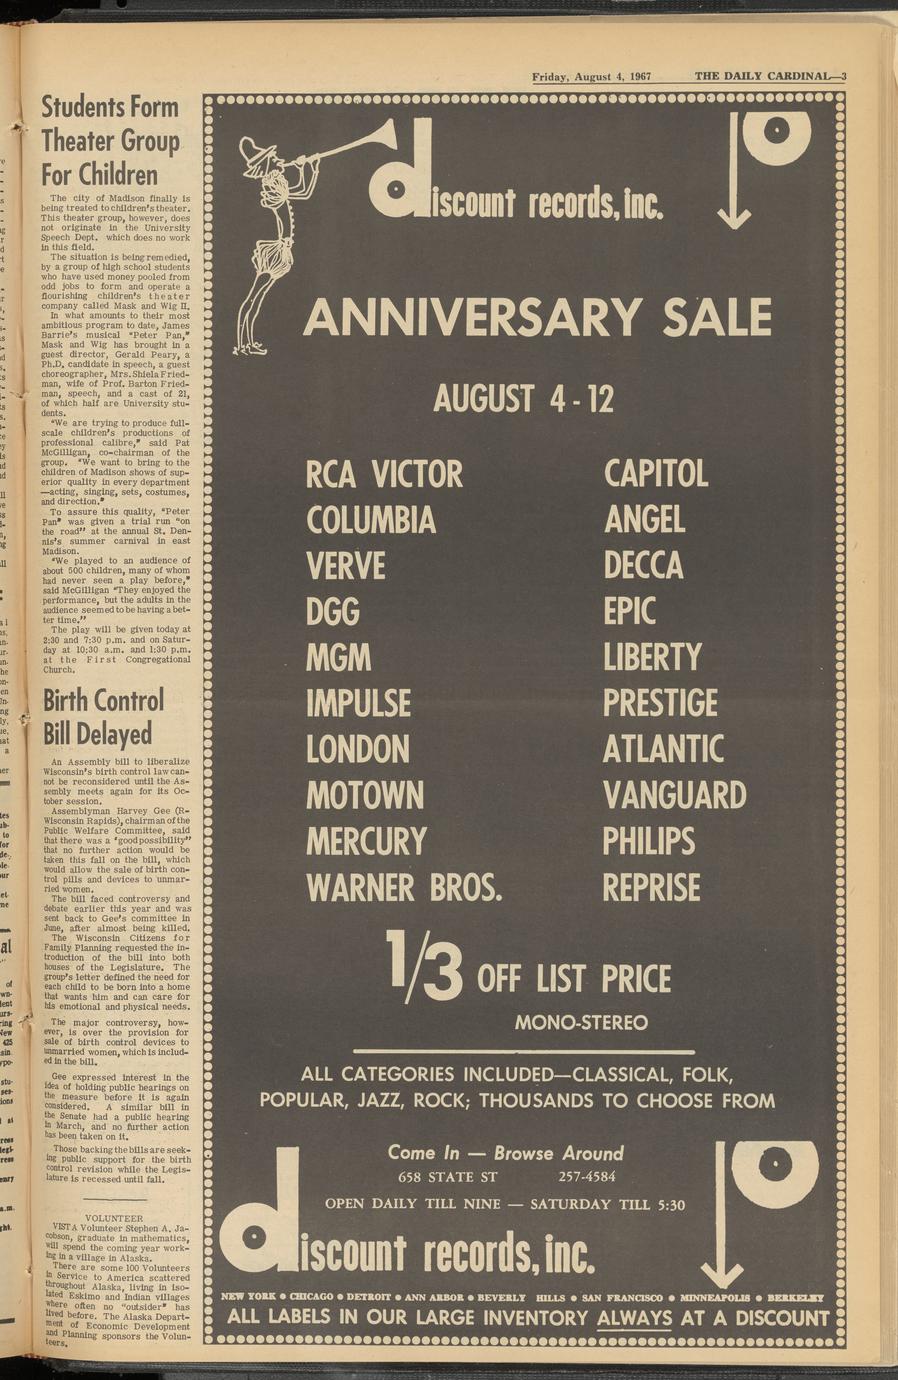 Friday, August 4, 1967 THE DAILY CARDINAL—3
Students Form
Theater Group
For Children
The city of Madison finally is
being treated to children's theater.
This theater group, however, does
not originate in the University
Speech Dept. which does no work
in this field.
The situation is being remedied,
by a group of high school students
who have used money pooled from
odd jobs to form and operate a
flourishing children's theater
company called Mask and Wig II.
In what amounts to their most
ambitious program to date, James
Barrie's musical "Peter Pan,"
Mask and Wig has brought in a
guest director, Gerald Peary, a
Ph.D. candidate in speech, a guest
choreographer, Mrs. Shiela Fried-
man, wife of Prof. Barton Fried-
man, speech, and a cast of 21,
of which half are University stu-
dents.
"We are trying to produce full-
scale children's productions of
professional calibre," said Pat
McGilligan, co-chairman of the
group. "We want to bring to the
children of Madison shows of sup-
erior quality in every department
—acting, singing, sets, costumes,
and direction."
To assure this quality, "Peter
Pan" was given a trial run "on
the road" at the annual St. Den-
nis's summer carnival in east
Madison.
"We played to an audience of
about 500 children, many of whom
had never seen a play before,"
said McGilligan "They enjoyed the
performance, but the adults in the
audience seemed to be having a bet-
ter time."
The play will be given today at
2:30 and 7:30 p.m. and on Satur-
day at 10:30 a.m. and 1:30 p.m.
at the First Congregational
Church.
Birth Control
Bill Delayed
An Assembly bill to liberalize
Wisconsin's birth control law can-
not be reconsidered until the As-
sembly meets again for its Oc-
tober session.
Assemblyman Harvey Gee (R-
Wisconsin Rapids), chairman of the
Public Welfare Committee, said
that there was a "good possibility"
that no further action would be
taken this fall on the bill, which
would allow the sale of birth con-
trol pills and devices to unmar-
ried women.
The bill faced controversy and
debate earlier this year and was
sent back to Gee's committee in
June, after almost being killed.
The Wisconsin Citizens for
Family Planning requested the in-
troduction of the bill into both
houses of the Legislature. The
group's letter defined the need for
each child to be born into a home
that wants him and can care for
his emotional and physical needs.
The major controversy, how-
ever, is over the provision for
sale of birth control devices to
unmarried women, which is includ-
ed in the bill.
Gee expressed interest in the
idea of holding public hearings on
the measure before it is again
considered. A similar bill in
the Senate had a public hearing
in March, and no further action
has been taken on it.
Those backing the bills are seek-
ing public support for the birth
control revision while the Legis-
lature is recessed until fall.
VOLUNTEER
VISTA Volunteer Stephen A. Ja-
cobson, graduate in mathematics,
will spend the coming year work-
ing in a village in Alaska.
There are some 100 Volunteers
in Service to America scattered
throughout Alaska, living in iso-
lated Eskimo and Indian villages
where often no "outsider" has
lived before. The Alaska Depart-
ment of Economic Development
and Planning sponsors the Volun-
teers.
discount records, inc.
ANNIVERSARY SALE
AUGUST 4 - 12
RCA VICTOR CAPITOL
COLUMBIA ANGEL
VERVE DECCA
DGG EPIC
MGM LIBERTY
IMPULSE PRESTIGE
LONDON ATLANTIC
MOTOWN VANGUARD
MERCURY PHILIPS
WARNER BROS. REPRISE
1/3 OFF LIST PRICE
MONO-STEREO
ALL CATEGORIES INCLUDED—CLASSICAL, FOLK,
POPULAR, JAZZ, ROCK; THOUSANDS TO CHOOSE FROM
Come In — Browse Around
658 STATE ST 257-4584
OPEN DAILY TILL NINE — SATURDAY TILL 5:30
discount records, inc.
NEW YORK • CHICAGO • DETROIT • ANN ARBOR • BEVERLY HILLS • SAN FRANCISCO • MINNEAPOLIS • BERKELEY
ALL LABELS IN OUR LARGE INVENTORY ALWAYS AT A DISCOUNT